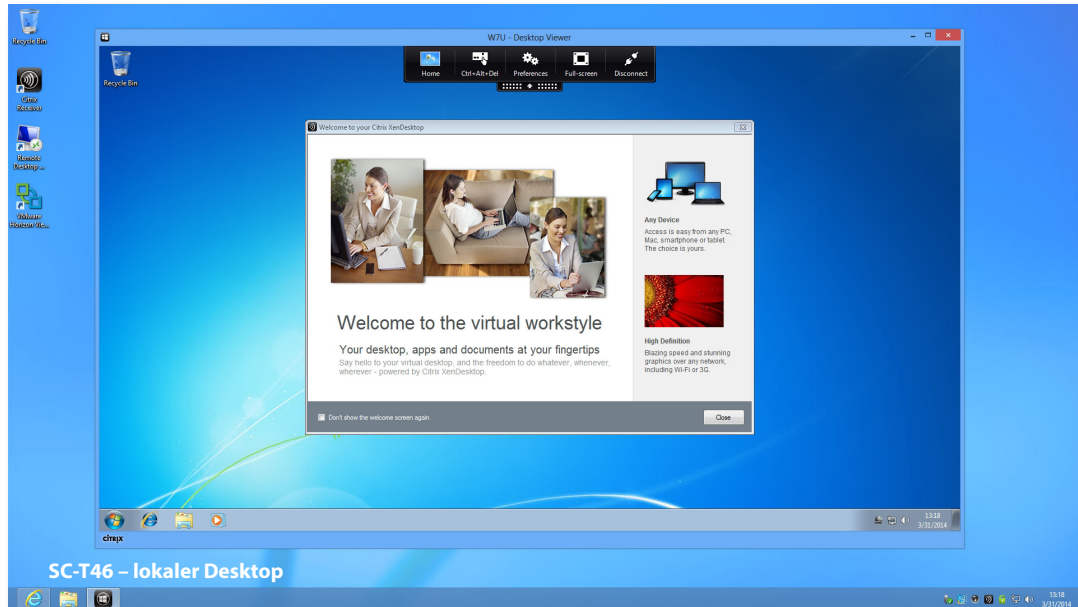 Recycle Bin
Citrix
Receiver
Remote
Desktop ...
VMware
Horizon Vie...
W7U - Desktop Viewer
Home
Ctrl+Alt+Del
Preferences
Full-screen
Disconnect
Recycle Bin
Welcome to your Citrix XenDesktop
Welcome to the virtual workstyle
Your desktop, apps and documents at your fingertips
Say hello to your virtual desktop, and the freedom to do whatever, whenever,
wherever - powered by Citrix XenDesktop.
Any Device
Access is easy from any PC,
Mac, smartphone or tablet.
The choice is yours.
High Definition
Blazing speed and stunning
graphics over any network,
including Wi-Fi or 3G.
Don't show the welcome screen again.
Close
13:18
3/31/2014
citrix
SC-T46 – lokaler Desktop
13:18
3/31/2014